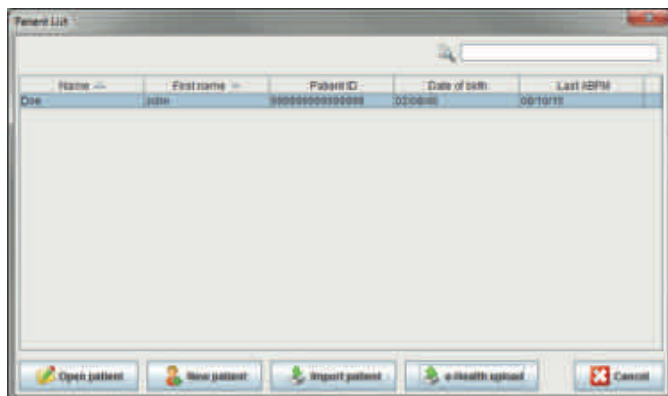 Patient List
Name First name Patient ID Date of birth Last ABPM
Doe John
Open patient New patient Import patient e-Health upload Cancel